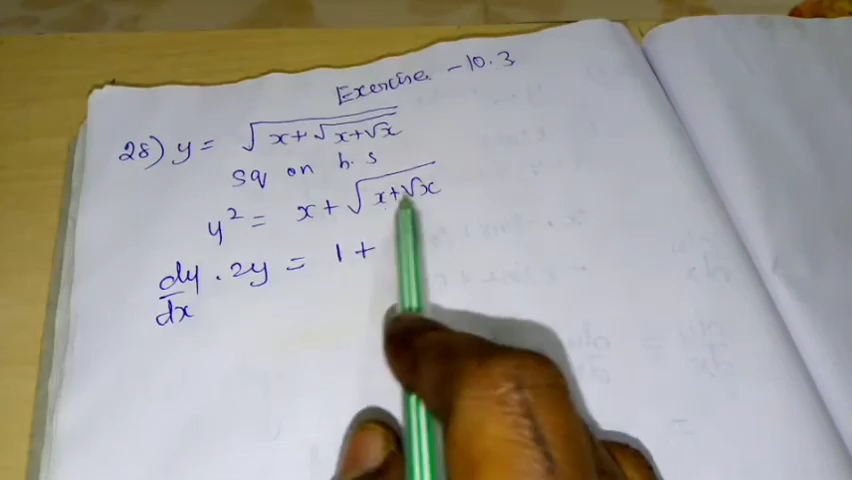 Exercise - 10.3
28) y = √(x+√(x+√x))
sq on b.s
y² = x + √(x+√x)
dy/dx . 2y = 1 +